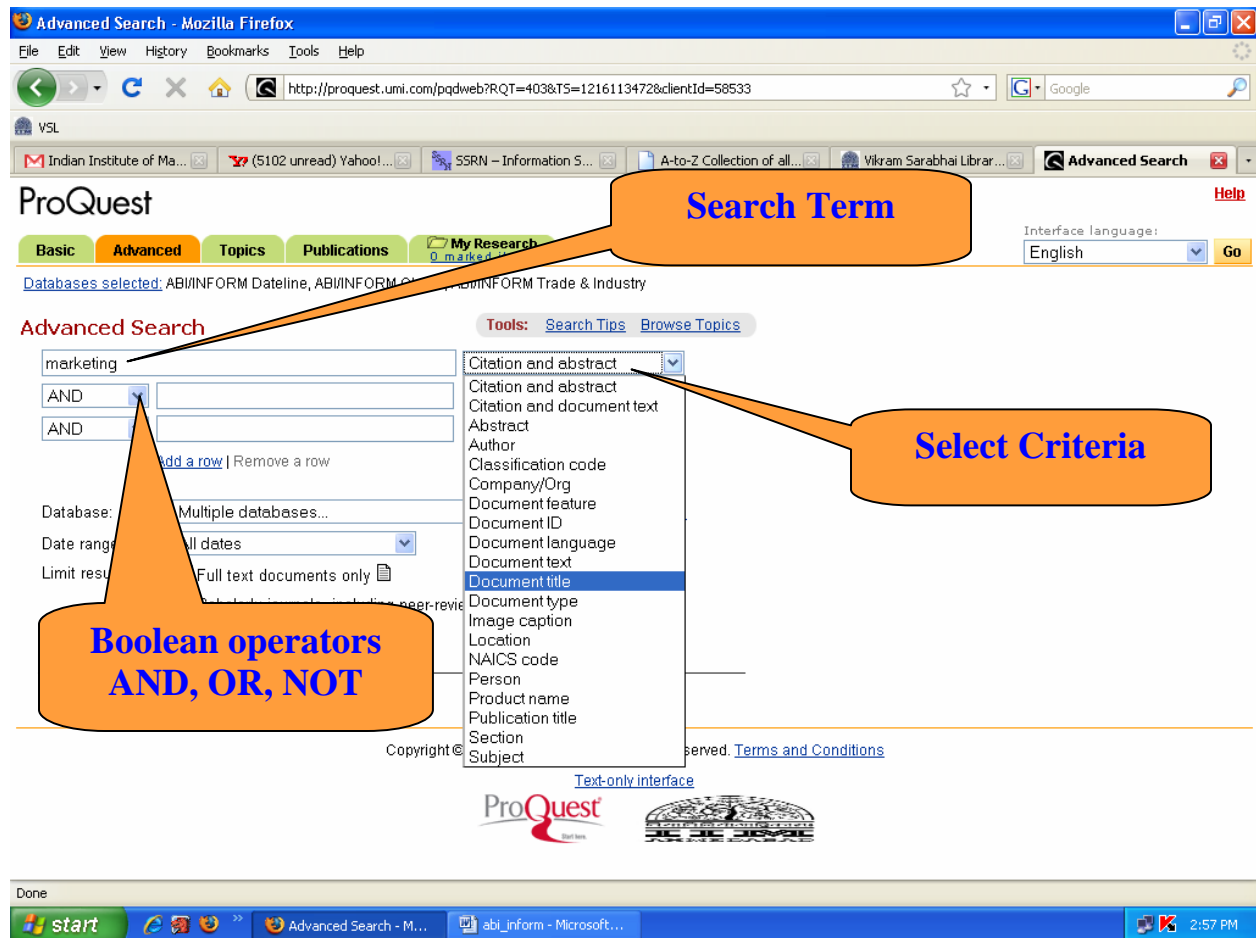 Advanced Search - Mozilla Firefox
File Edit View History Bookmarks Tools Help
http://proquest.umi.com/pqdweb?RQT=403&TS=1216113472&clientId=58533
Google
VSL
Indian Institute of Ma...
(5102 unread) Yahoo!...
SSRN – Information S...
A-to-Z Collection of all...
Vikram Sarabhai Librar...
Advanced Search
ProQuest
Search Term
Help
Interface language:
Basic Advanced Topics Publications My Research
0 marked
English Go
Databases selected: ABI/INFORM Dateline, ABI/INFORM ABI/INFORM Trade & Industry
Advanced Search
Tools: Search Tips Browse Topics
marketing
Citation and abstract
AND
AND
Add a row | Remove a row
Citation and abstract
Citation and document text
Abstract
Author
Classification code
Company/Org
Document feature
Document ID
Document language
Document text
Document title
Document type
Image caption
Location
NAICS code
Person
Product name
Publication title
Section
Subject
Select Criteria
Database: Multiple databases...
Date range All dates
Limit Full text documents only
journals, including
Boolean operators
AND, OR, NOT
Copyright © served. Terms and Conditions
Text-only interface
ProQuest
Start here.
Done
start
Advanced Search - M...
abi_inform - Microsoft...
2:57 PM